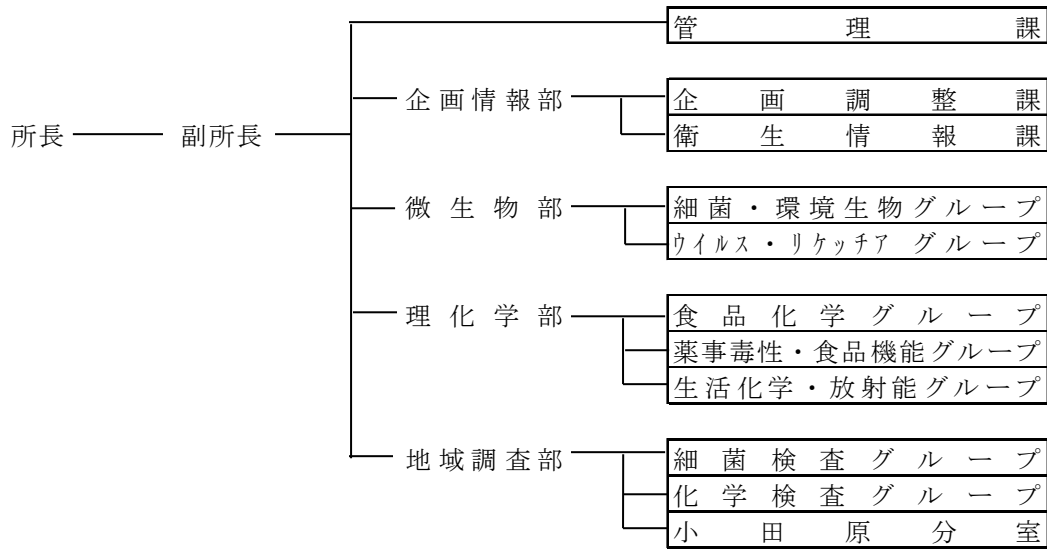 管理課
企画情報部
企画調整課
所長
副所長
衛生情報課
微生物部
細菌・環境生物グループ
ウイルス・リケッチア グループ
理化学部
食品化学グループ
薬事毒性・食品機能グループ
生活化学・放射能グループ
地域調査部
細菌検査グループ
化学検査グループ
小田原分室